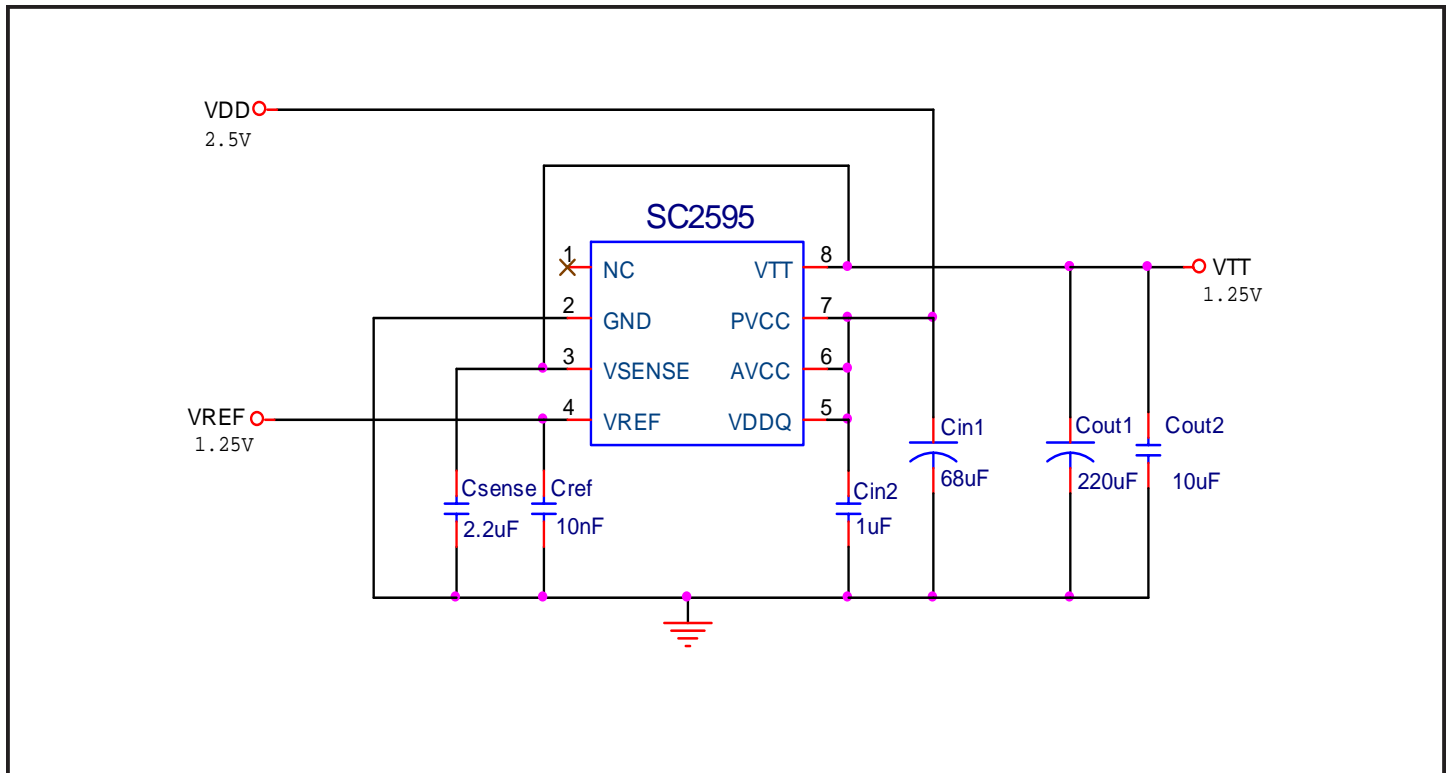 VDD
2.5V
SC2595
1
NC
VTT
8
VTT
1.25V
2
GND
PVCC
7
3
VSENSE
AVCC
6
VREF
1.25V
4
VREF
VDDQ
5
Cin1
68uF
Cout1
220uF
Cout2
10uF
Csense
2.2uF
Cref
10nF
Cin2
1uF